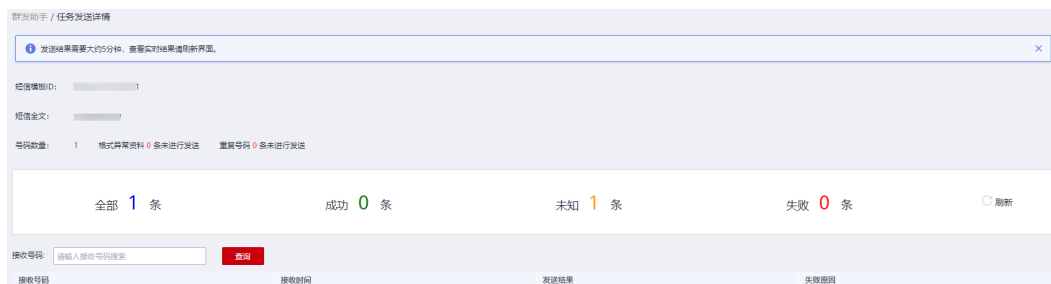 群发助手 / 任务发送详情
发送结果需要大约5分钟，查看实时结果请刷新界面。
短信模板ID: 1
短信全文:
号码数量: 1 格式异常资料 0 条未进行发送 重复号码 0 条未进行发送
全部 1 条 成功 0 条 未知 1 条 失败 0 条 刷新
接收号码: 请输入接收号码搜索 查询
接收号码 接收时间 发送结果 失败原因